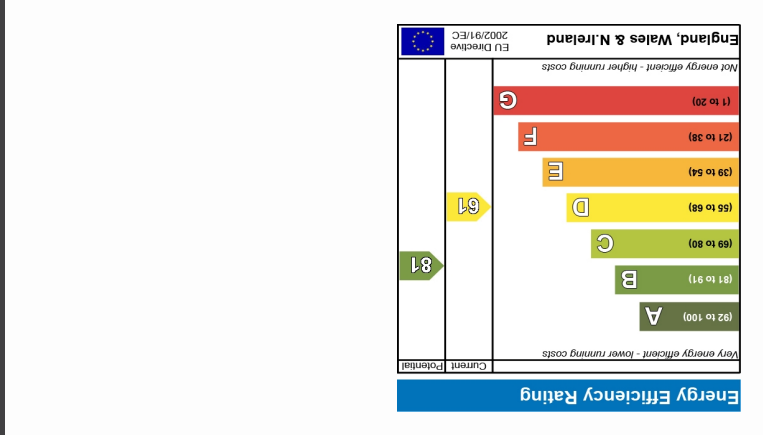 Energy Efficiency Rating
Current Potential
Very energy efficient - lower running costs
(92 to 100) A
(81 to 91) B
(69 to 80) C
(55 to 68) D
(39 to 54) E
(21 to 38) F
(1 to 20) G
81
61
Not energy efficient - higher running costs
England, Wales & N.Ireland
EU Directive
2002/91/EC